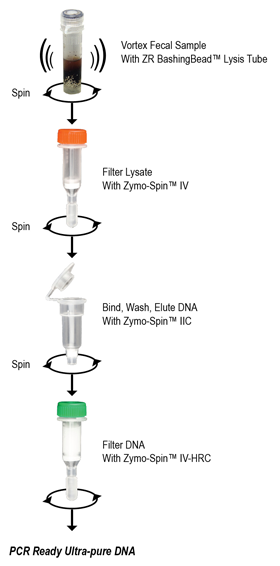 Vortex Fecal Sample
With ZR BashingBead™ Lysis Tube
Spin
Filter Lysate
With Zymo-Spin™ IV
Spin
Bind, Wash, Elute DNA
With Zymo-Spin™ IIC
Spin
Filter DNA
With Zymo-Spin™ IV-HRC
PCR Ready Ultra-pure DNA